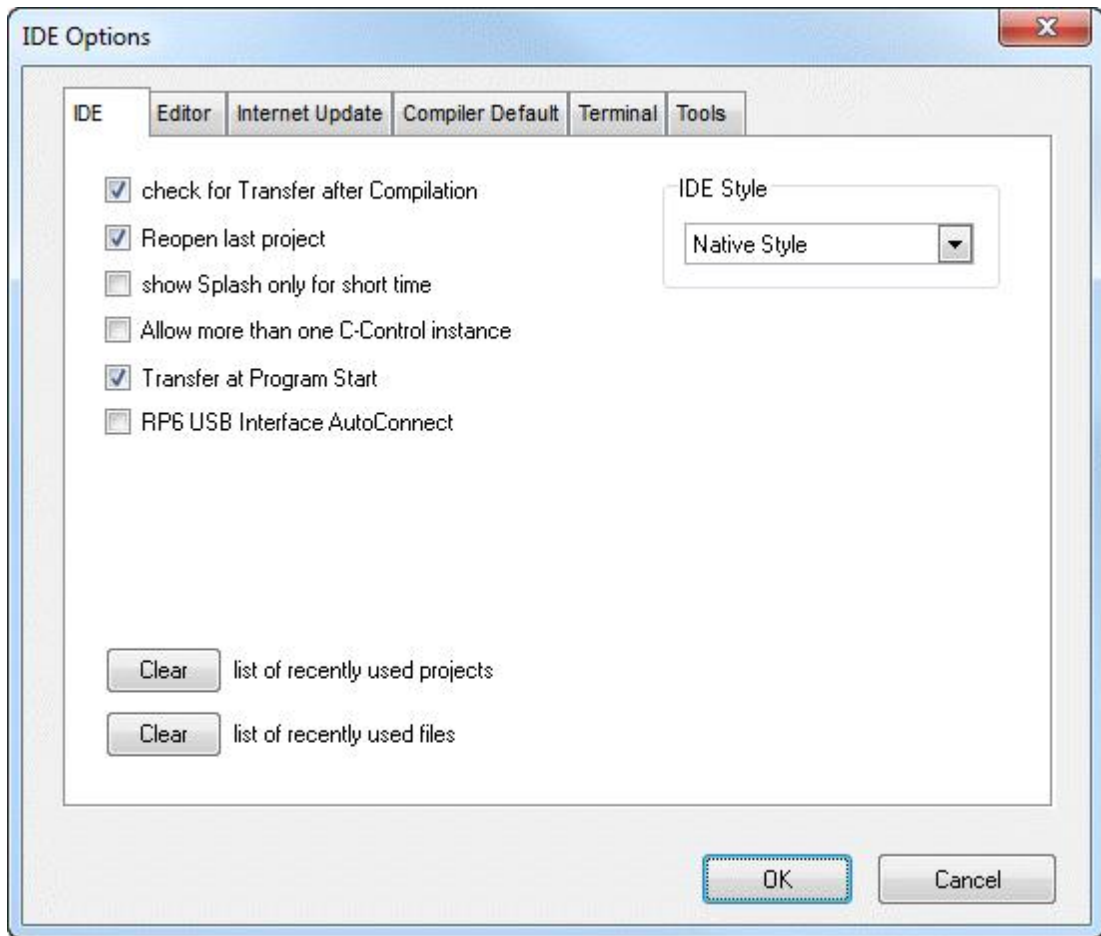 IDE Options
IDE Editor Internet Update Compiler Default Terminal Tools
check for Transfer after Compilation
IDE Style
Reopen last project
Native Style
show Splash only for short time
Allow more than one C-Control instance
Transfer at Program Start
RP6 USB Interface AutoConnect
Clear list of recently used projects
Clear list of recently used files
OK Cancel